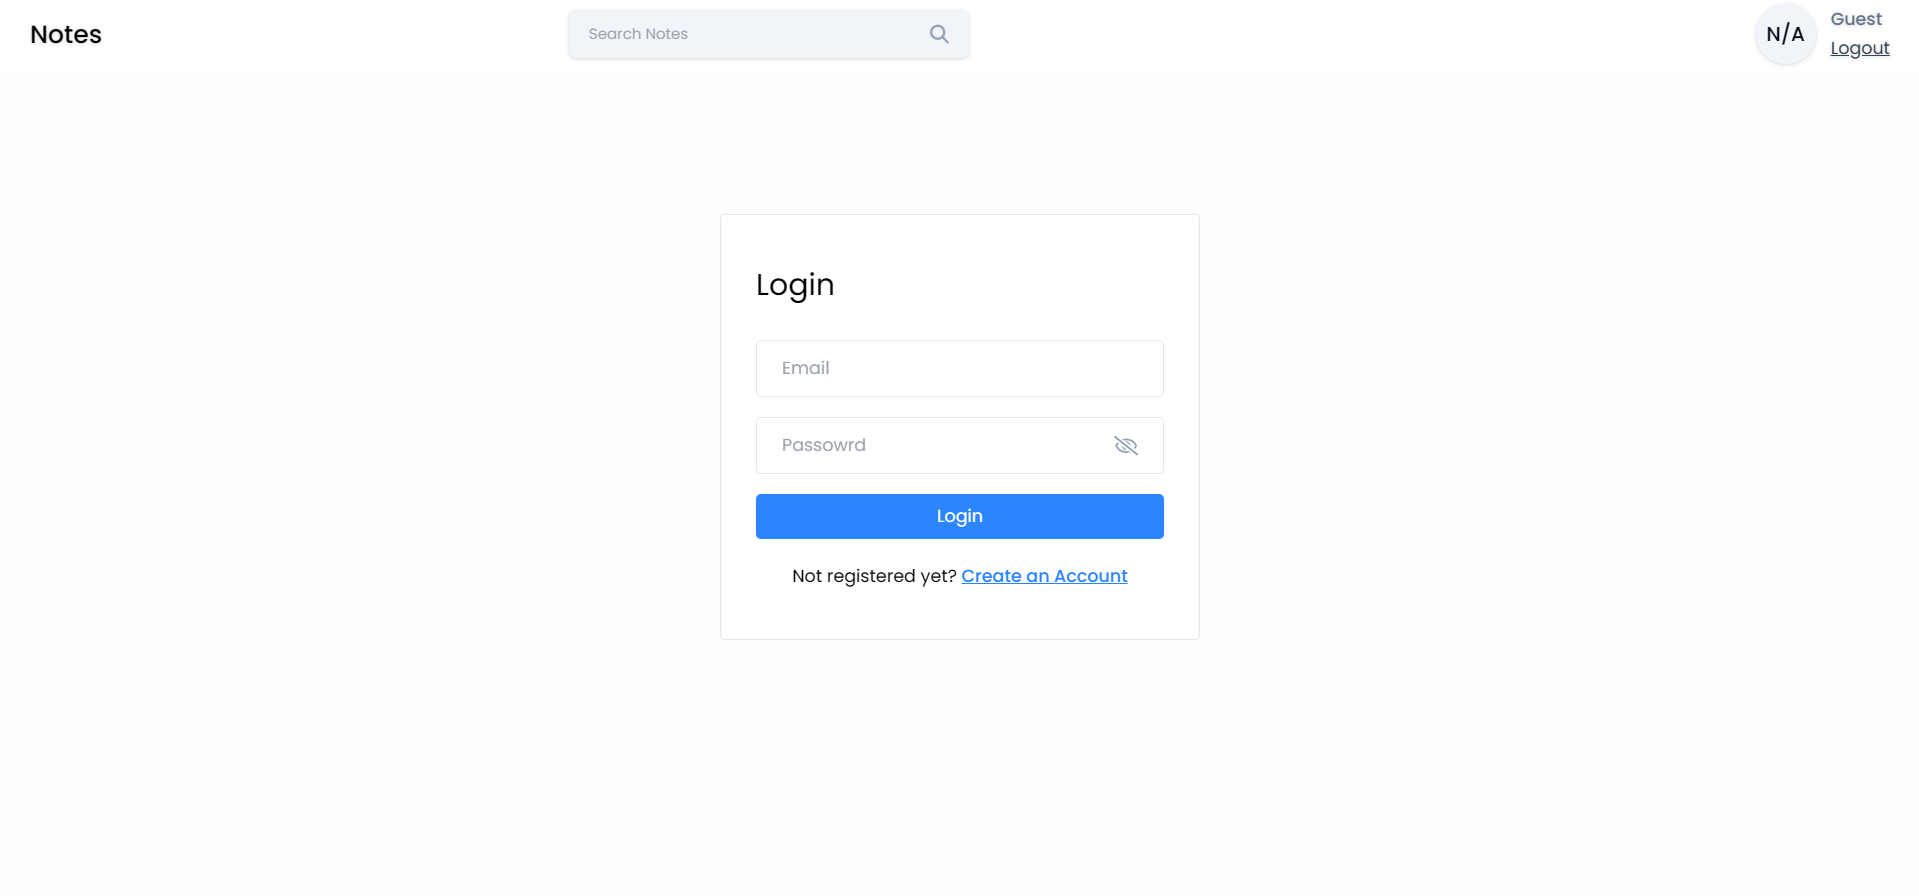 Notes
Search Notes
N/A
Guest
Logout
Login
Email
Passowrd
Login
Not registered yet? Create an Account